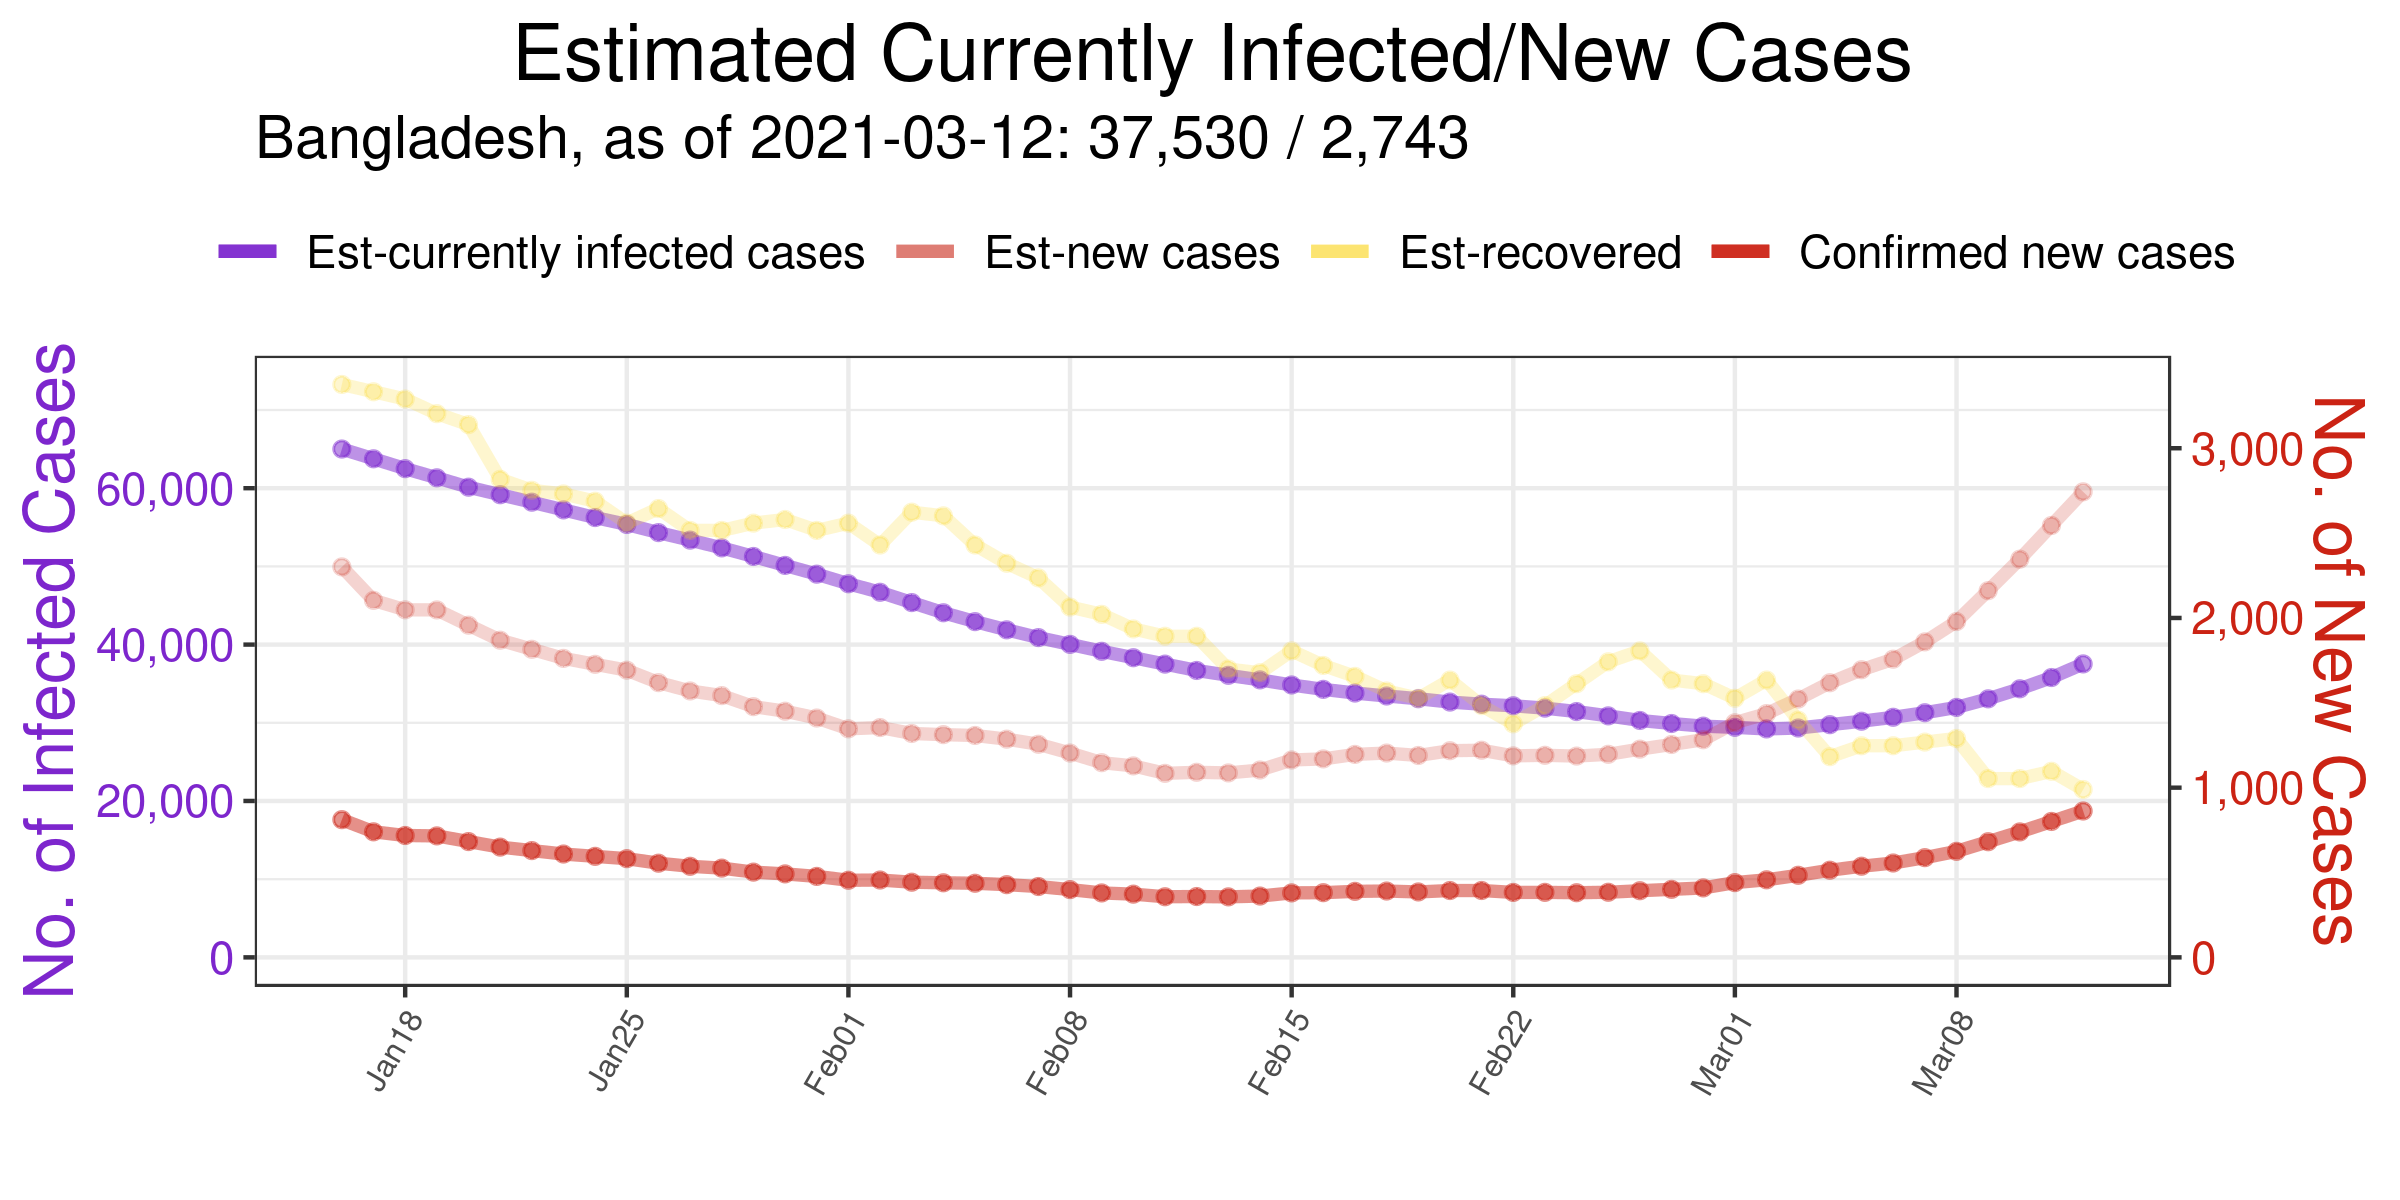 Estimated Currently Infected/New Cases
Bangladesh, as of 2021-03-12: 37,530 / 2,743
Est-currently infected cases Est-new cases Est-recovered Confirmed new cases
No. of Infected Cases
60,000
40,000
20,000
0
3,000
2,000
1,000
0
No. of New Cases
Jan18 Jan25 Feb01 Feb08 Feb15 Feb22 Mar01 Mar08